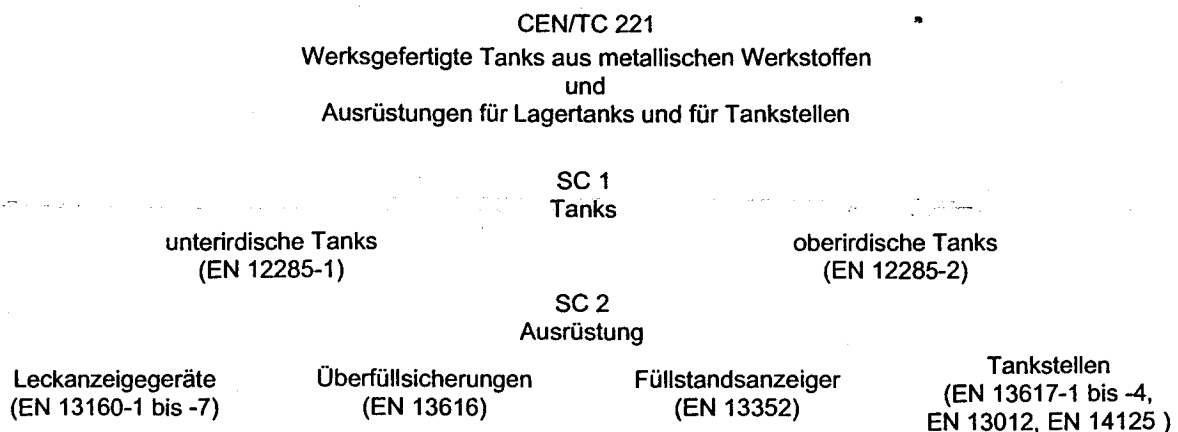 CEN/TC 221
Werksgefertigte Tanks aus metallischen Werkstoffen
und
Ausrüstungen für Lagertanks und für Tankstellen
SC 1
Tanks
unterirdische Tanks
(EN 12285-1)
oberirdische Tanks
(EN 12285-2)
SC 2
Ausrüstung
Leckanzeigegeräte
(EN 13160-1 bis -7)
Überfüllsicherungen
(EN 13616)
Füllstandsanzeiger
(EN 13352)
Tankstellen
(EN 13617-1 bis -4,
EN 13012, EN 14125 )